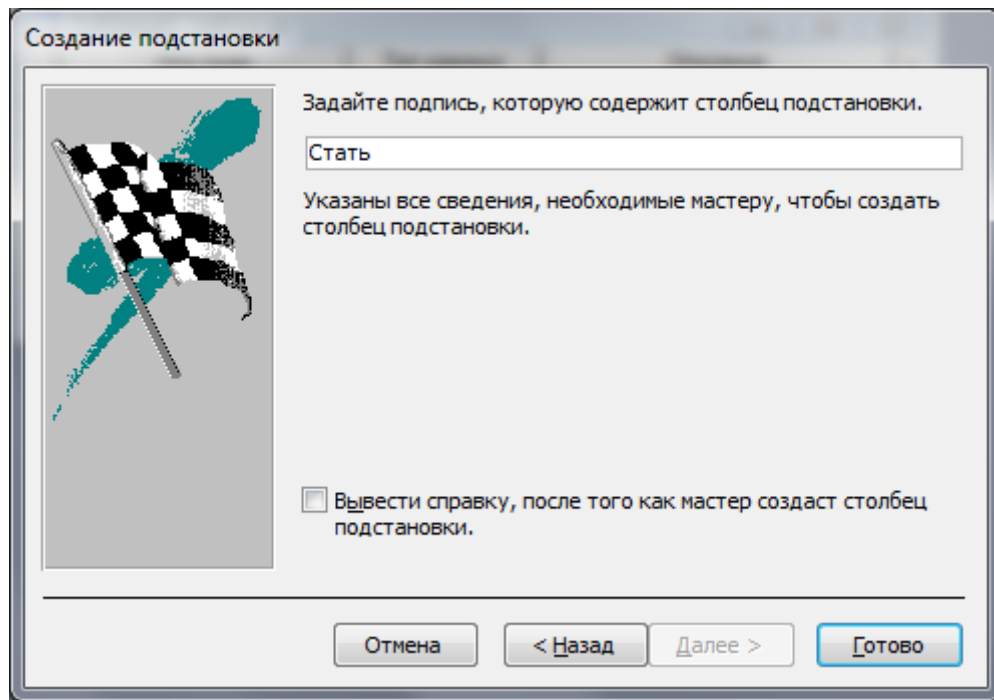 Создание подстановки
Задайте подпись, которую содержит столбец подстановки.
Стать
Указаны все сведения, необходимые мастеру, чтобы создать
столбец подстановки.
Вывести справку, после того как мастер создаст столбец
подстановки.
Отмена
< Назад
Далее >
Готово